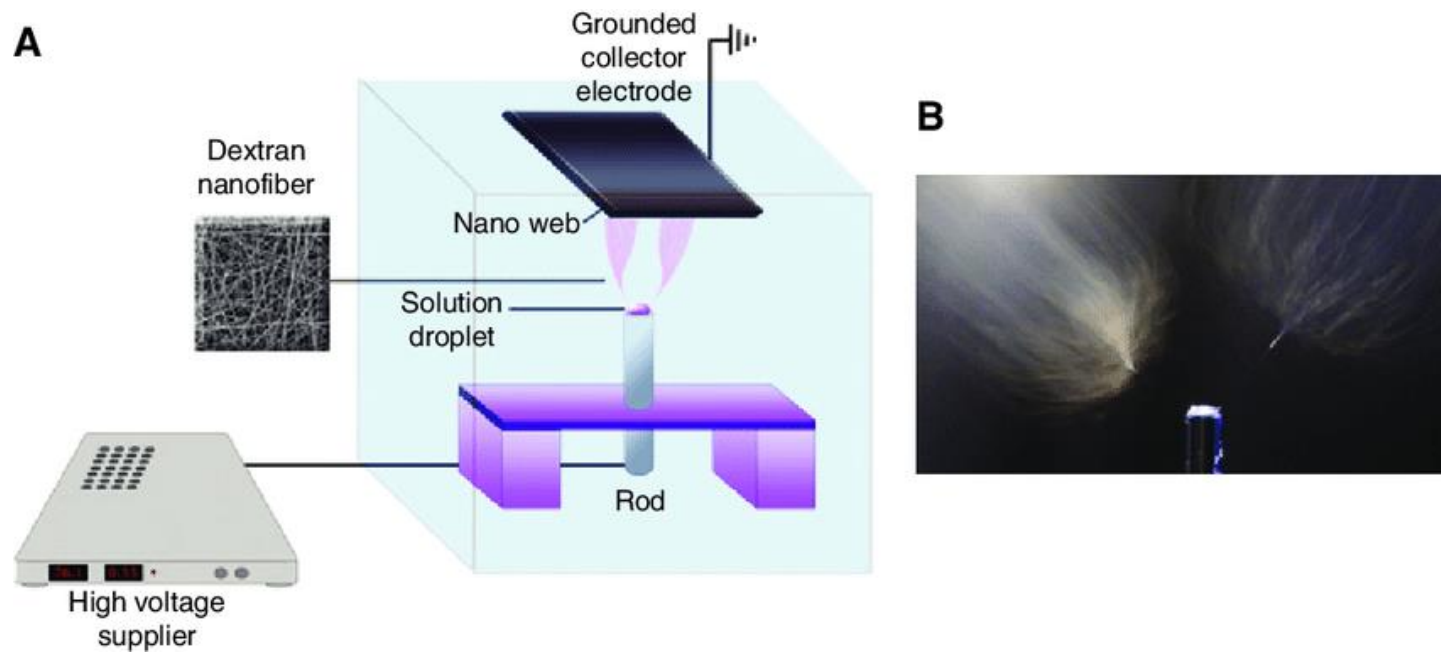 A
Grounded
collector
electrode
B
Dextran
nanofiber
Nano web
Solution
droplet
Rod
High voltage
supplier